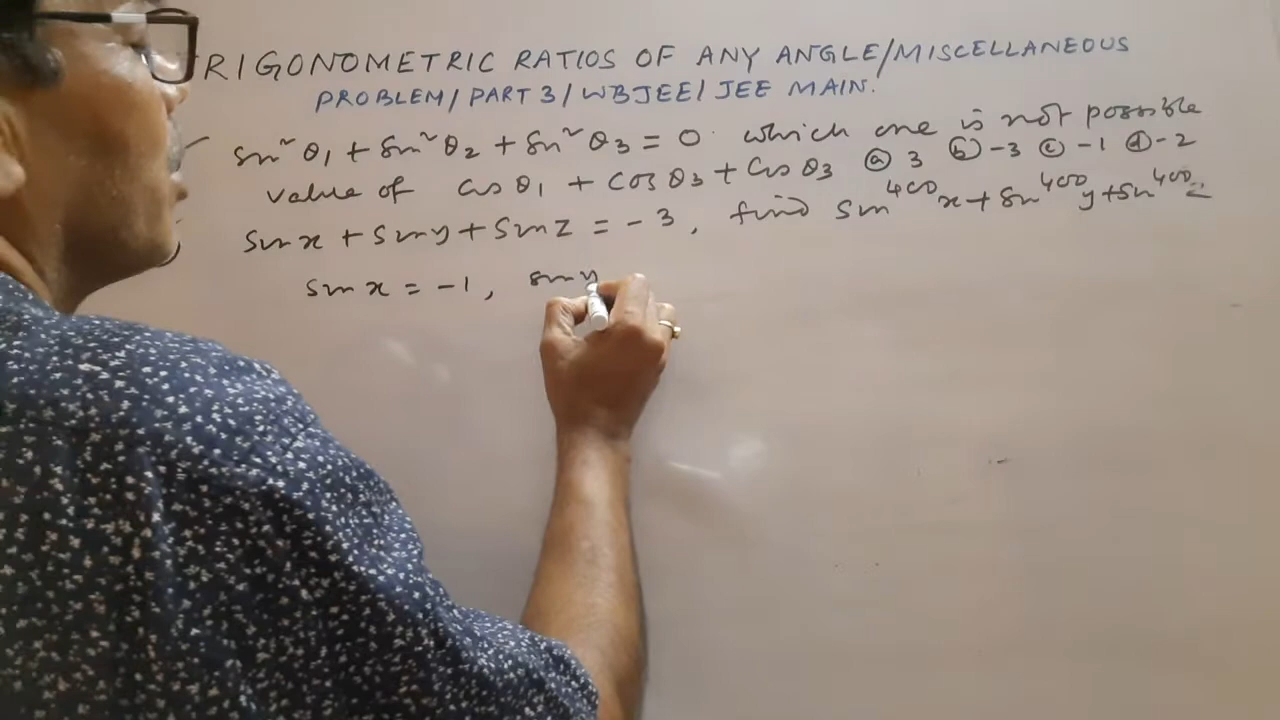 RIGONOMETRIC RATIOS OF ANY ANGLE/MISCELLANEOUS
PROBLEM/ PART 3/ WBJEE/ JEE MAIN.
sin²θ₁ + sin²θ₂ + sin²θ₃ = 0. which one is not possible
value of cosθ₁ + cosθ₃ + cosθ₃ ⓐ 3 ⓑ -3 ⓒ -1 ⓓ -2
sinx + siny + sinz = -3, find sin⁴⁰⁰x + sin⁴⁰⁰y + sin⁴⁰⁰z
sinx = -1, siny